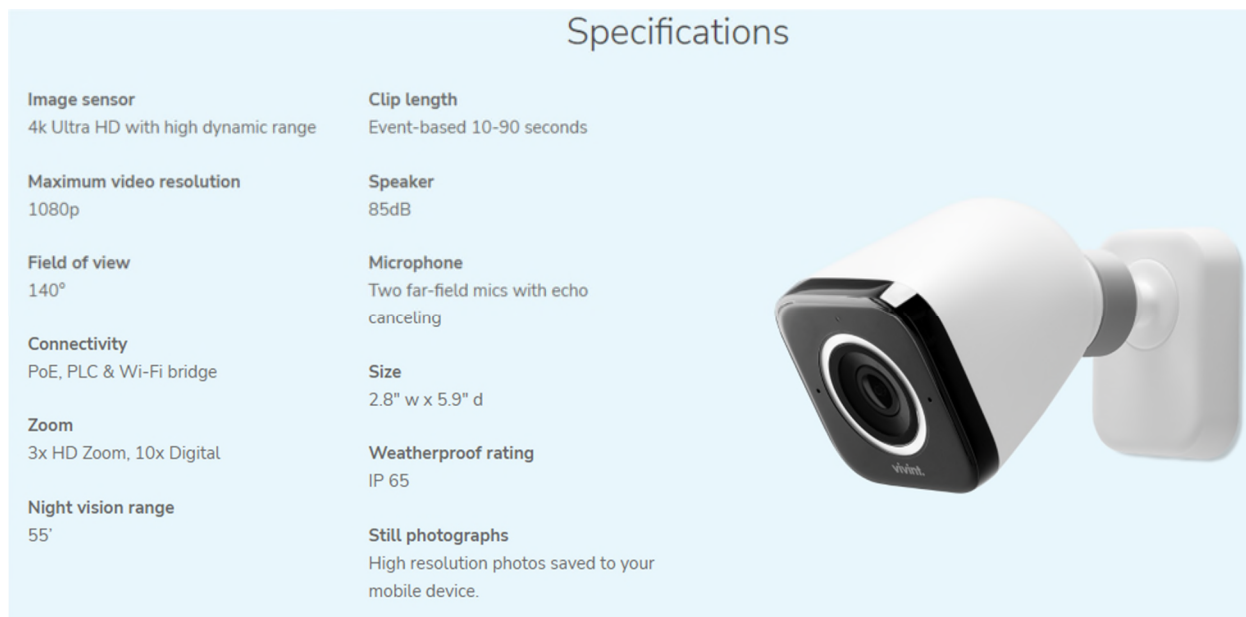 Specifications
Image sensor
4k Ultra HD with high dynamic range
Maximum video resolution
1080p
Field of view
140°
Connectivity
PoE, PLC & Wi-Fi bridge
Zoom
3x HD Zoom, 10x Digital
Night vision range
55'
Clip length
Event-based 10-90 seconds
Speaker
85dB
Microphone
Two far-field mics with echo
canceling
Size
2.8" w x 5.9" d
Weatherproof rating
IP 65
Still photographs
High resolution photos saved to your
mobile device.
vivint.